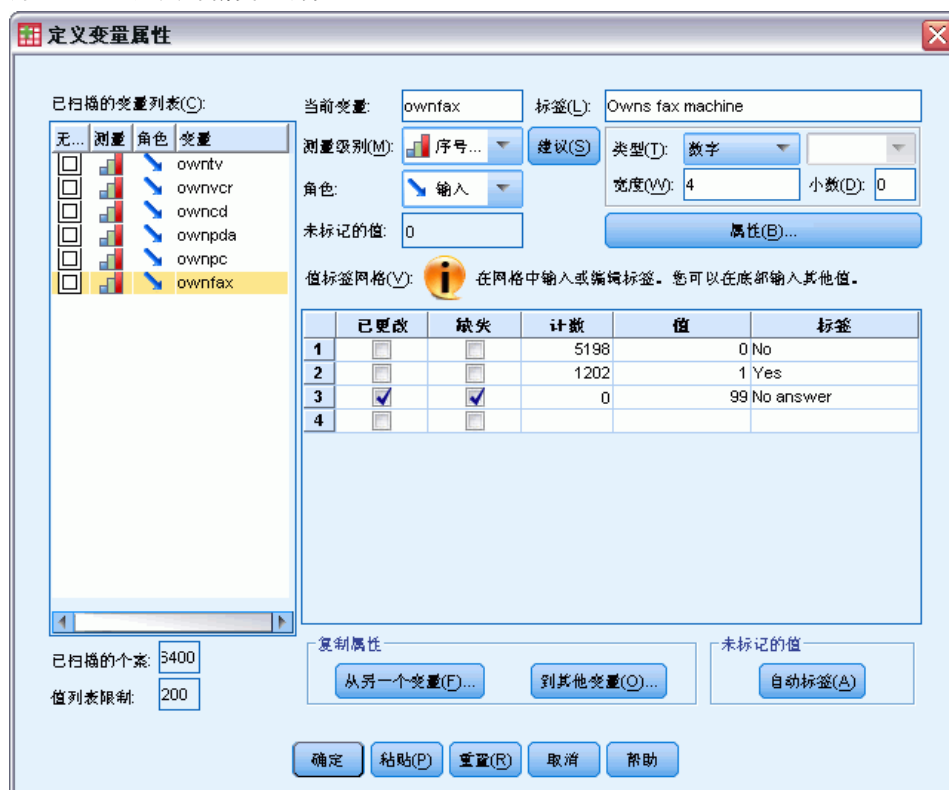 定义变量属性
已扫描的变量列表(C):
无... 测量 角色 变量
owntv
ownvcr
owncd
ownpda
ownpc
ownfax
已扫描的个案: 6400
值列表限制: 200
当前变量: ownfax 标签(L): Owns fax machine
测量级别(M): 序号... 建议(S) 类型(T): 数字
角色: 输入 宽度(W): 4 小数(D): 0
未标记的值: 0 属性(B)...
值标签网格(V): 在网格中输入或编辑标签。您可以在底部输入其他值。
已更改 缺失 计数 值 标签
1 5198 0 No
2 1202 1 Yes
3 0 99 No answer
4
复制属性 未标记的值
从另一个变量(F)... 到其他变量(O)... 自动标签(A)
确定 粘贴(P) 重置(R) 取消 帮助